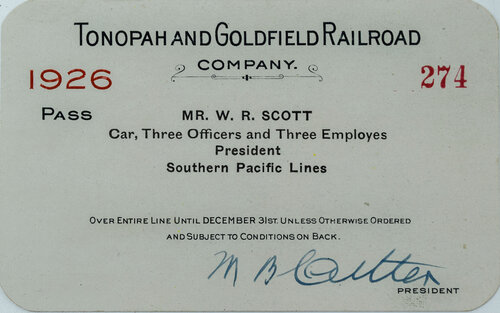 TONOPAH AND GOLDFIELD RAILROAD
COMPANY.
1926
274
PASS
MR. W. R. SCOTT
Car, Three Officers and Three Employes
President
Southern Pacific Lines
OVER ENTIRE LINE UNTIL DECEMBER 31ST. UNLESS OTHERWISE ORDERED
AND SUBJECT TO CONDITIONS ON BACK.
M B
PRESIDENT